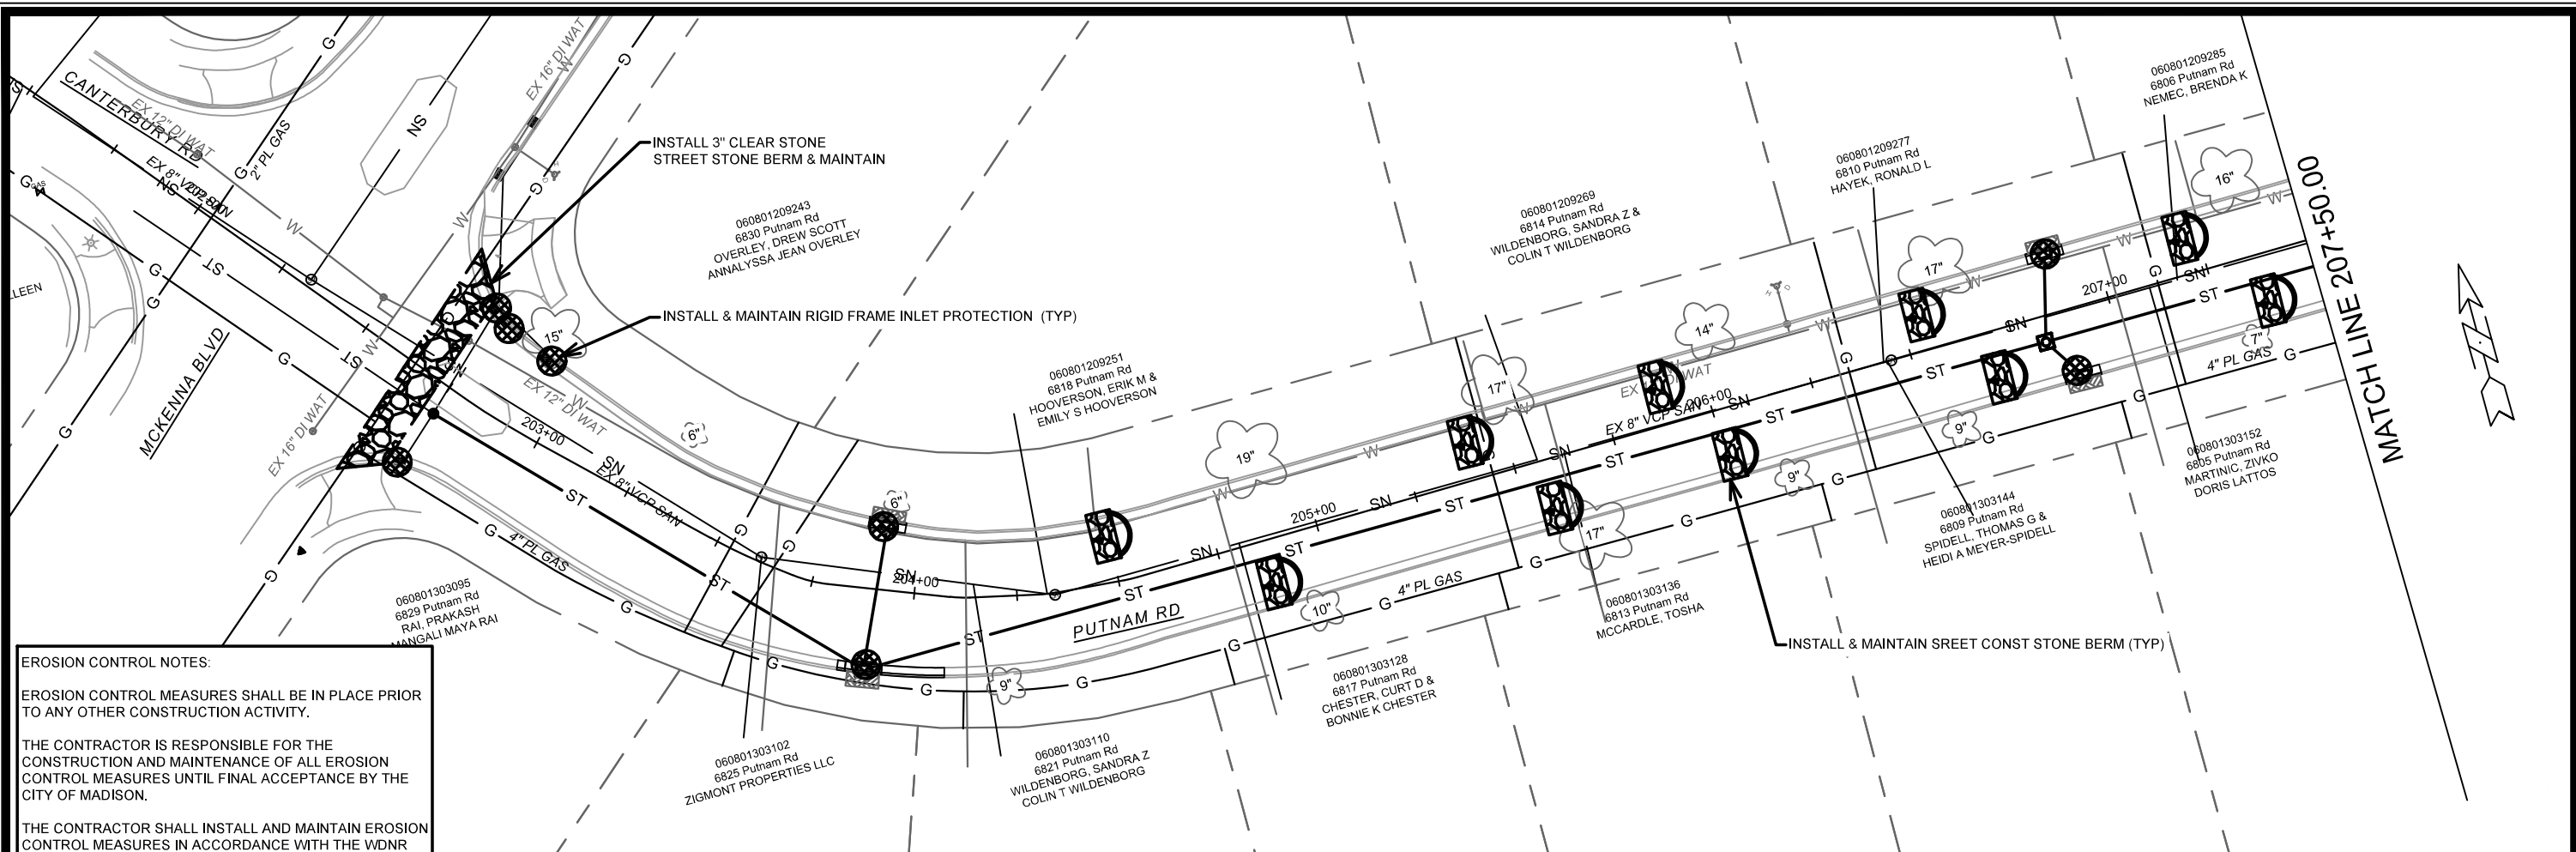 CANTERBURY RD
EX 12" DI WAT
EX 8" VCP SAN
202+00
2" PL GAS
EX 16" DI WAT
NS
INSTALL 3" CLEAR STONE
STREET STONE BERM & MAINTAIN
INSTALL & MAINTAIN RIGID FRAME INLET PROTECTION (TYP)
060801209243
6830 Putnam Rd
OVERLEY, DREW SCOTT
ANNALYSSA JEAN OVERLEY
060801209251
6818 Putnam Rd
HOOVERSON, ERIK M &
EMILY S HOOVERSON
060801209269
6814 Putnam Rd
WILDENBORG, SANDRA Z &
COLIN T WILDENBORG
060801209277
6810 Putnam Rd
HAYEK, RONALD L
060801209285
6806 Putnam Rd
NEMEC, BRENDA K
MATCH LINE 207+50.00
LLEEN
GAS
MCKENNA BLVD
EX 16" DI WAT
EX 12" DI WAT
15"
6"
6"
19"
17"
14"
17"
16"
203+00
EX 8" VCP SAN
204+00
205+00
EX 8" VCP SAN
206+00
207+00
SN
ST
G
W
4" PL GAS
PUTNAM RD
4" PL GAS
4" PL GAS
9"
10"
17"
9"
9"
7"
060801303095
6829 Putnam Rd
RAI, PRAKASH
MANGALI MAYA RAI
060801303102
6825 Putnam Rd
ZIGMONT PROPERTIES LLC
060801303110
6821 Putnam Rd
WILDENBORG, SANDRA Z
COLIN T WILDENBORG
060801303128
6817 Putnam Rd
CHESTER, CURT D &
BONNIE K CHESTER
060801303136
6813 Putnam Rd
MCCARDLE, TOSHA
060801303144
6809 Putnam Rd
SPIDELL, THOMAS G &
HEIDI A MEYER-SPIDELL
060801303152
6805 Putnam Rd
MARTINIC, ZIVKO
DORIS LATTOS
INSTALL & MAINTAIN SREET CONST STONE BERM (TYP)
EROSION CONTROL NOTES:
EROSION CONTROL MEASURES SHALL BE IN PLACE PRIOR
TO ANY OTHER CONSTRUCTION ACTIVITY.
THE CONTRACTOR IS RESPONSIBLE FOR THE
CONSTRUCTION AND MAINTENANCE OF ALL EROSION
CONTROL MEASURES UNTIL FINAL ACCEPTANCE BY THE
CITY OF MADISON.
THE CONTRACTOR SHALL INSTALL AND MAINTAIN EROSION
CONTROL MEASURES IN ACCORDANCE WITH THE WDNR